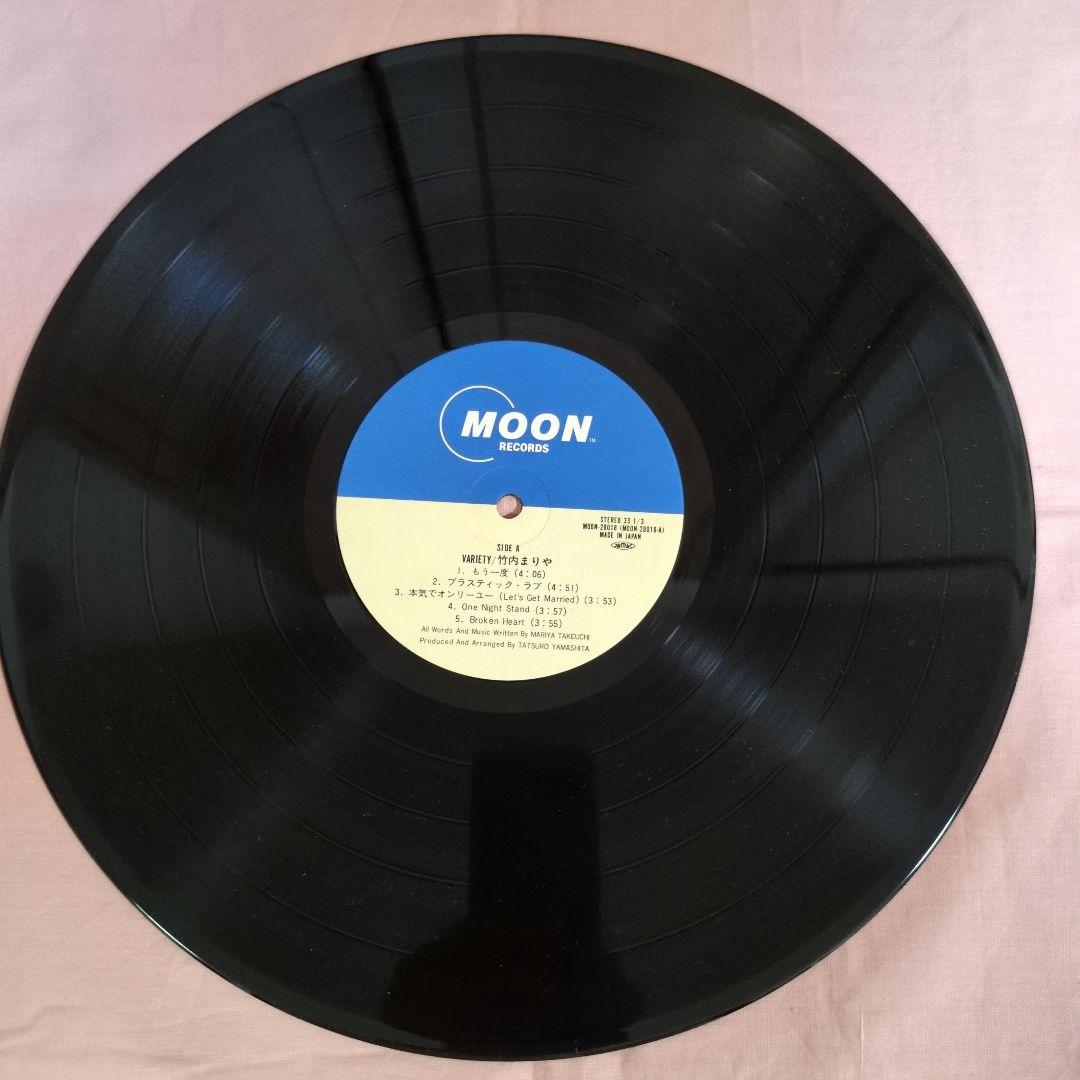 MOON™
RECORDS
STEREO 33 1/3
MOON-28018 (MOON-28018-A)
MADE IN JAPAN
SIDE A
VARIETY/竹内まりや
1. もう一度 (4:06)
2. プラスティック・ラブ (4:51)
3. 本気でオンリーユー (Let's Get Married) (3:53)
4. One Night Stand (3:57)
5. Broken Heart (3:55)
All Words And Music Written By MARIYA TAKEUCHI
Produced And Arranged By TATSURO YAMASHITA